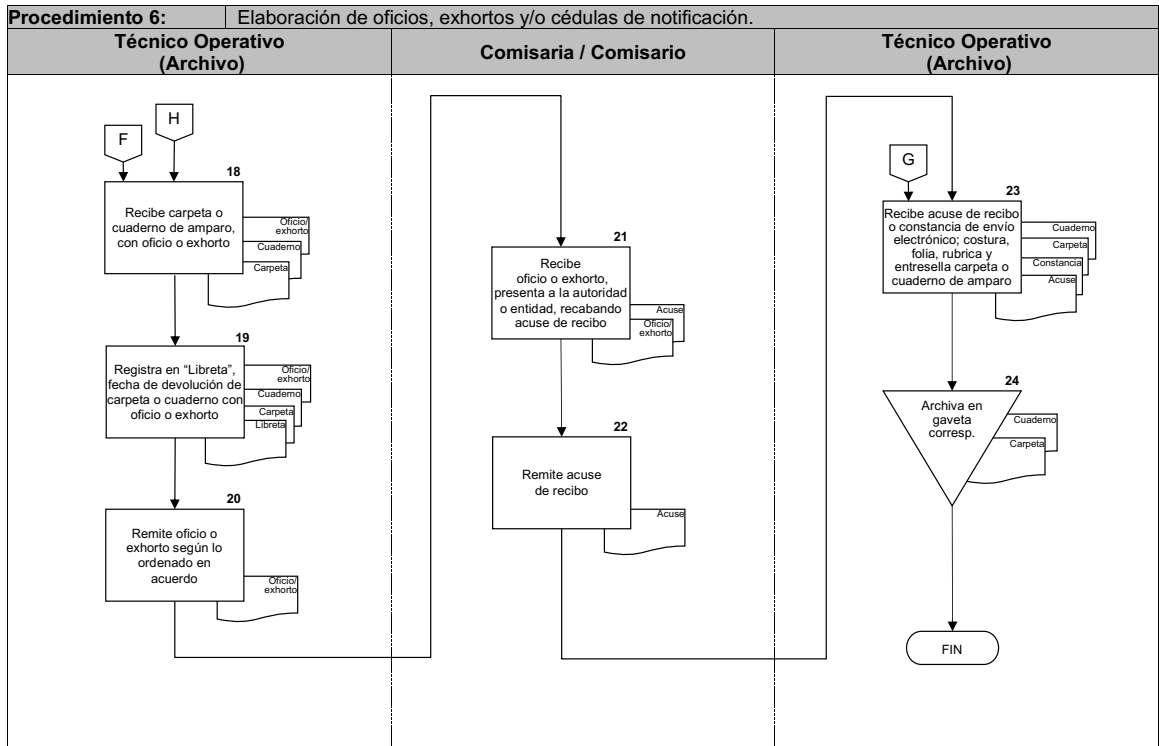 Procedimiento 6: Elaboración de oficios, exhortos y/o cédulas de notificación.
Técnico Operativo
(Archivo)
Comisaria / Comisario
Técnico Operativo
(Archivo)
F
H
18
Recibe carpeta o
cuaderno de amparo,
con oficio o exhorto
Oficio/
exhorto
Cuaderno
Carpeta
19
Registra en “Libreta”,
fecha de devolución de
carpeta o cuaderno con
oficio o exhorto
Oficio/
exhorto
Cuaderno
Carpeta
Libreta
20
Remite oficio o
exhorto según lo
ordenado en
acuerdo
Oficio/
exhorto
21
Recibe
oficio o exhorto,
presenta a la autoridad
o entidad, recabando
acuse de recibo
Acuse
Oficio/
exhorto
22
Remite acuse
de recibo
Acuse
G
23
Recibe acuse de recibo
o constancia de envío
electrónico; costura,
folia, rubrica y
entresella carpeta o
cuaderno de amparo
Cuaderno
Carpeta
Constancia
Acuse
24
Archiva en
gaveta
corresp.
Cuaderno
Carpeta
FIN